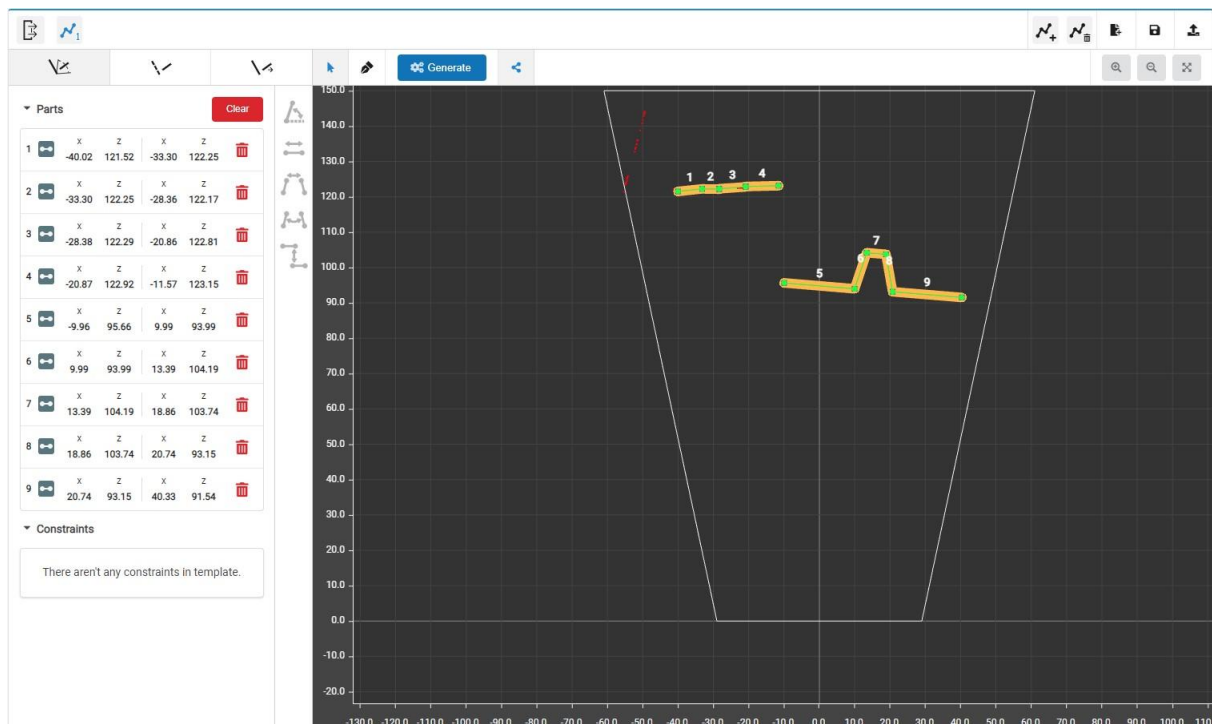 1
Generate
Parts
Clear
X Z X Z
1 -40.02 121.52 -33.30 122.25
X Z X Z
2 -33.30 122.25 -28.36 122.17
X Z X Z
3 -28.38 122.29 -20.86 122.81
X Z X Z
4 -20.87 122.92 -11.57 123.15
X Z X Z
5 -9.96 95.66 9.99 93.99
X Z X Z
6 9.99 93.99 13.39 104.19
X Z X Z
7 13.39 104.19 18.86 103.74
X Z X Z
8 18.86 103.74 20.74 93.15
X Z X Z
9 20.74 93.15 40.33 91.54
Constraints
There aren't any constraints in template.
150.0
140.0
130.0
120.0
110.0
100.0
90.0
80.0
70.0
60.0
50.0
40.0
30.0
20.0
10.0
0.0
-10.0
-20.0
1 2 3 4
7
6 8
5 9
-130.0 -120.0 -110.0 -100.0 -90.0 -80.0 -70.0 -60.0 -50.0 -40.0 -30.0 -20.0 -10.0 0.0 10.0 20.0 30.0 40.0 50.0 60.0 70.0 80.0 90.0 100.0